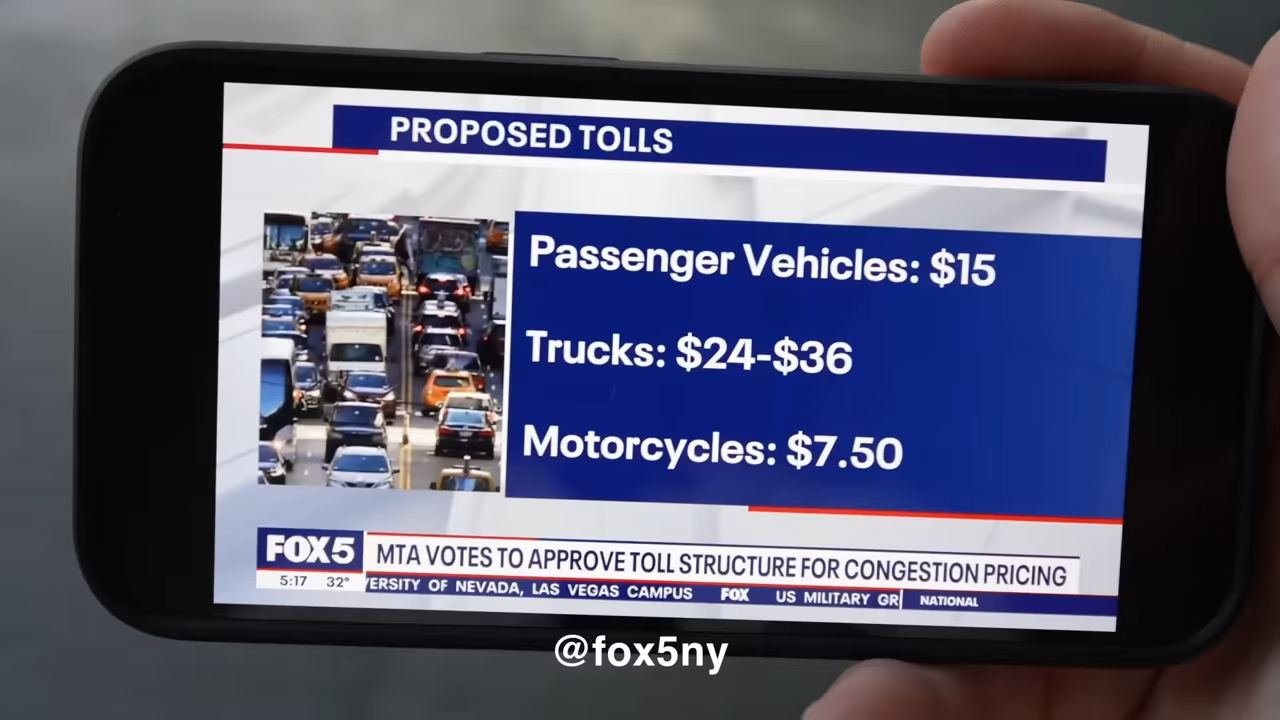 PROPOSED TOLLS
Passenger Vehicles: $15
Trucks: $24-$36
Motorcycles: $7.50
FOX5
MTA VOTES TO APPROVE TOLL STRUCTURE FOR CONGESTION PRICING
5:17 32°
VERSITY OF NEVADA, LAS VEGAS CAMPUS FOX US MILITARY GR NATIONAL
@fox5ny